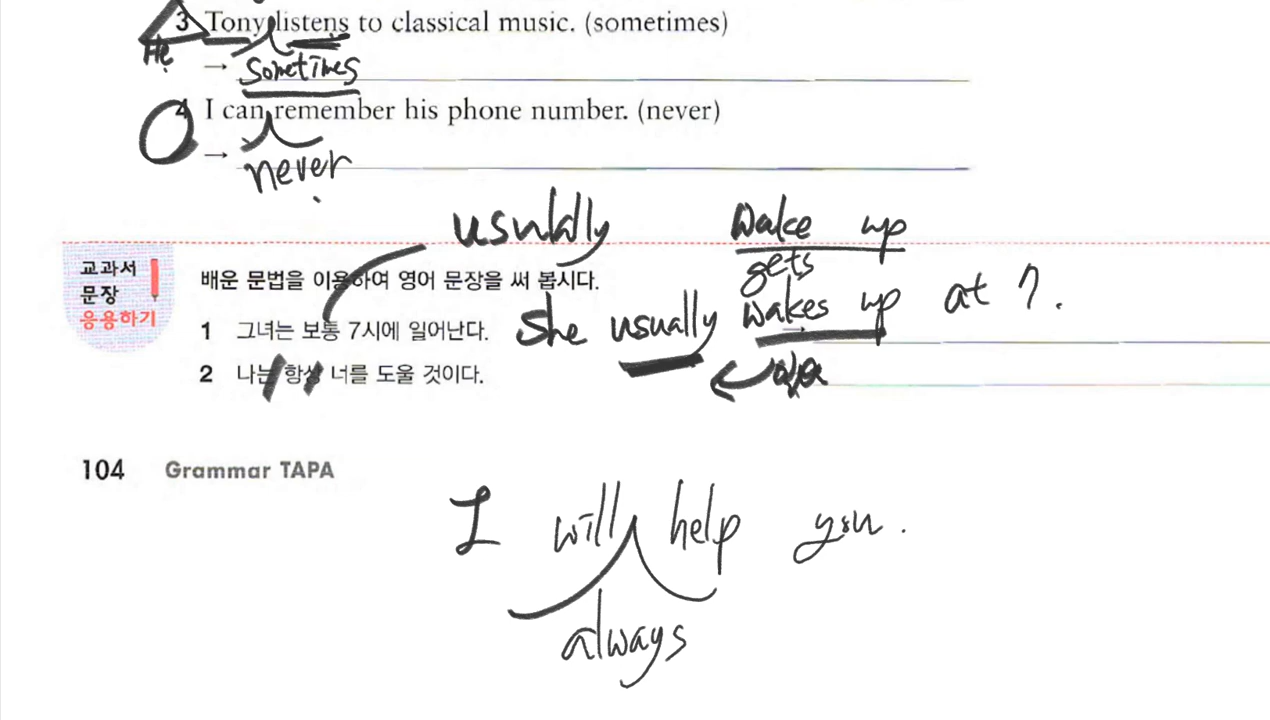 3 Tony listens to classical music. (sometimes)
He
→ sometimes
4 I can remember his phone number. (never)
→ never
usually wake up
교과서
문장
응용하기
배운 문법을 이용하여 영어 문장을 써 봅시다.
gets
1 그녀는 보통 7시에 일어난다. She usually wakes up at 7.
2 나는 항상 너를 도울 것이다.
104 Grammar TAPA
I will help you.
always